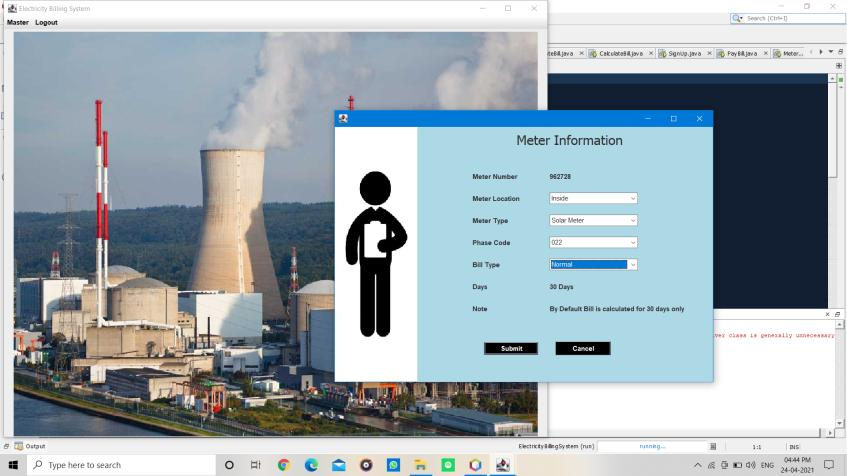 Electricity Billing System
Master Logout
Search (Ctrl+I)
CalculateBill.java
SignUp.java
PayBill.java
Meter...
Meter Information
Meter Number 962728
Meter Location Inside
Meter Type Solar Meter
Phase Code 022
Bill Type Normal
Days 30 Days
Note By Default Bill is calculated for 30 days only
Submit Cancel
ver class is generally unnecessary
Output
ElectricityBillingSystem (run) running... 1:1 INS
Type here to search
ENG
04:44 PM
24-04-2021